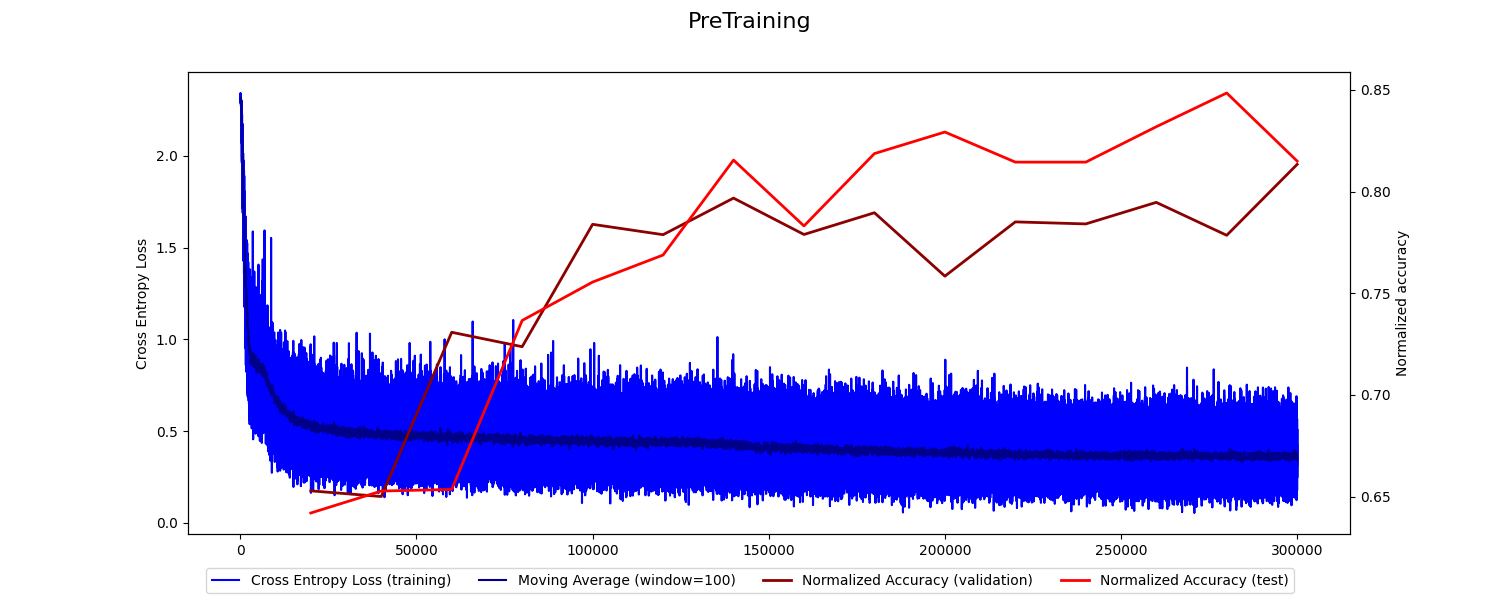 PreTraining
Cross Entropy Loss
2.0
1.5
1.0
0.5
0.0
0.85
0.80
0.75
0.70
0.65
Normalized accuracy
0 50000 100000 150000 200000 250000 300000
Cross Entropy Loss (training) Moving Average (window=100) Normalized Accuracy (validation) Normalized Accuracy (test)